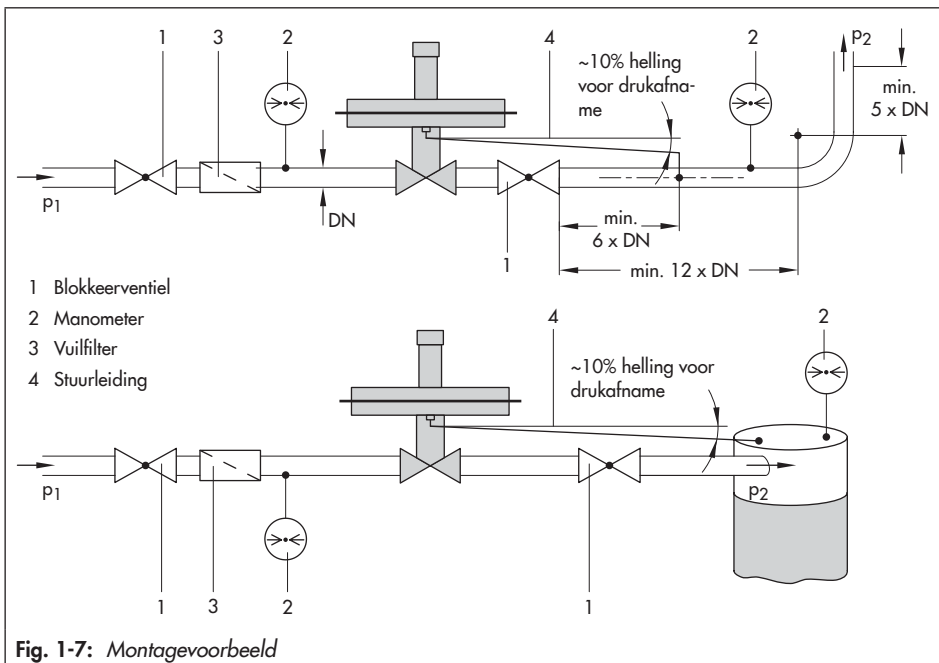 1
3
2
4
2
p2
~10% helling
voor drukafna-
me
min.
5 x DN
p1
DN
1
min.
6 x DN
min. 12 x DN
1 Blokkeerventiel
2 Manometer
3 Vuilfilter
4 Stuurleiding
4
2
~10% helling voor
drukafname
p1
p2
1
3
2
1
Fig. 1-7: Montagevoorbeeld